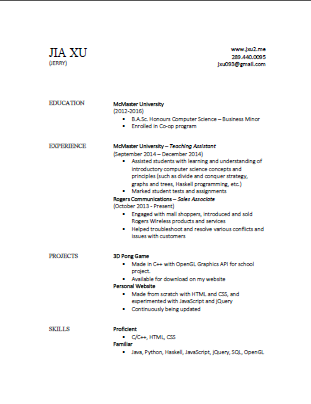 JIA XU
(JERRY)
www.jxu2.me
289.440.0095
jxu093@gmail.com
EDUCATION
McMaster University
(2012-2016)
• B.A.Sc. Honours Computer Science – Business Minor
• Enrolled in Co-op program
EXPERIENCE
McMaster University – Teaching Assistant
(September 2014 – December 2014)
• Assisted students with learning and understanding of
introductory computer science concepts and
principles (such as divide and conquer strategy,
graphs and trees, Haskell programming, etc.)
• Marked student tests and assignments
Rogers Communications – Sales Associate
(October 2013 - Present)
• Engaged with mall shoppers, introduced and sold
Rogers Wireless products and services
• Helped troubleshoot and resolve various conflicts and
issues with customers
PROJECTS
3D Pong Game
• Made in C++ with OpenGL Graphics API for school
project.
• Available for download on my website
Personal Website
• Made from scratch with HTML and CSS, and
experimented with JavaScript and jQuery
• Continuously being updated
SKILLS
Proficient
• C/C++, HTML, CSS
Familiar
• Java, Python, Haskell, JavaScript, jQuery, SQL, OpenGL